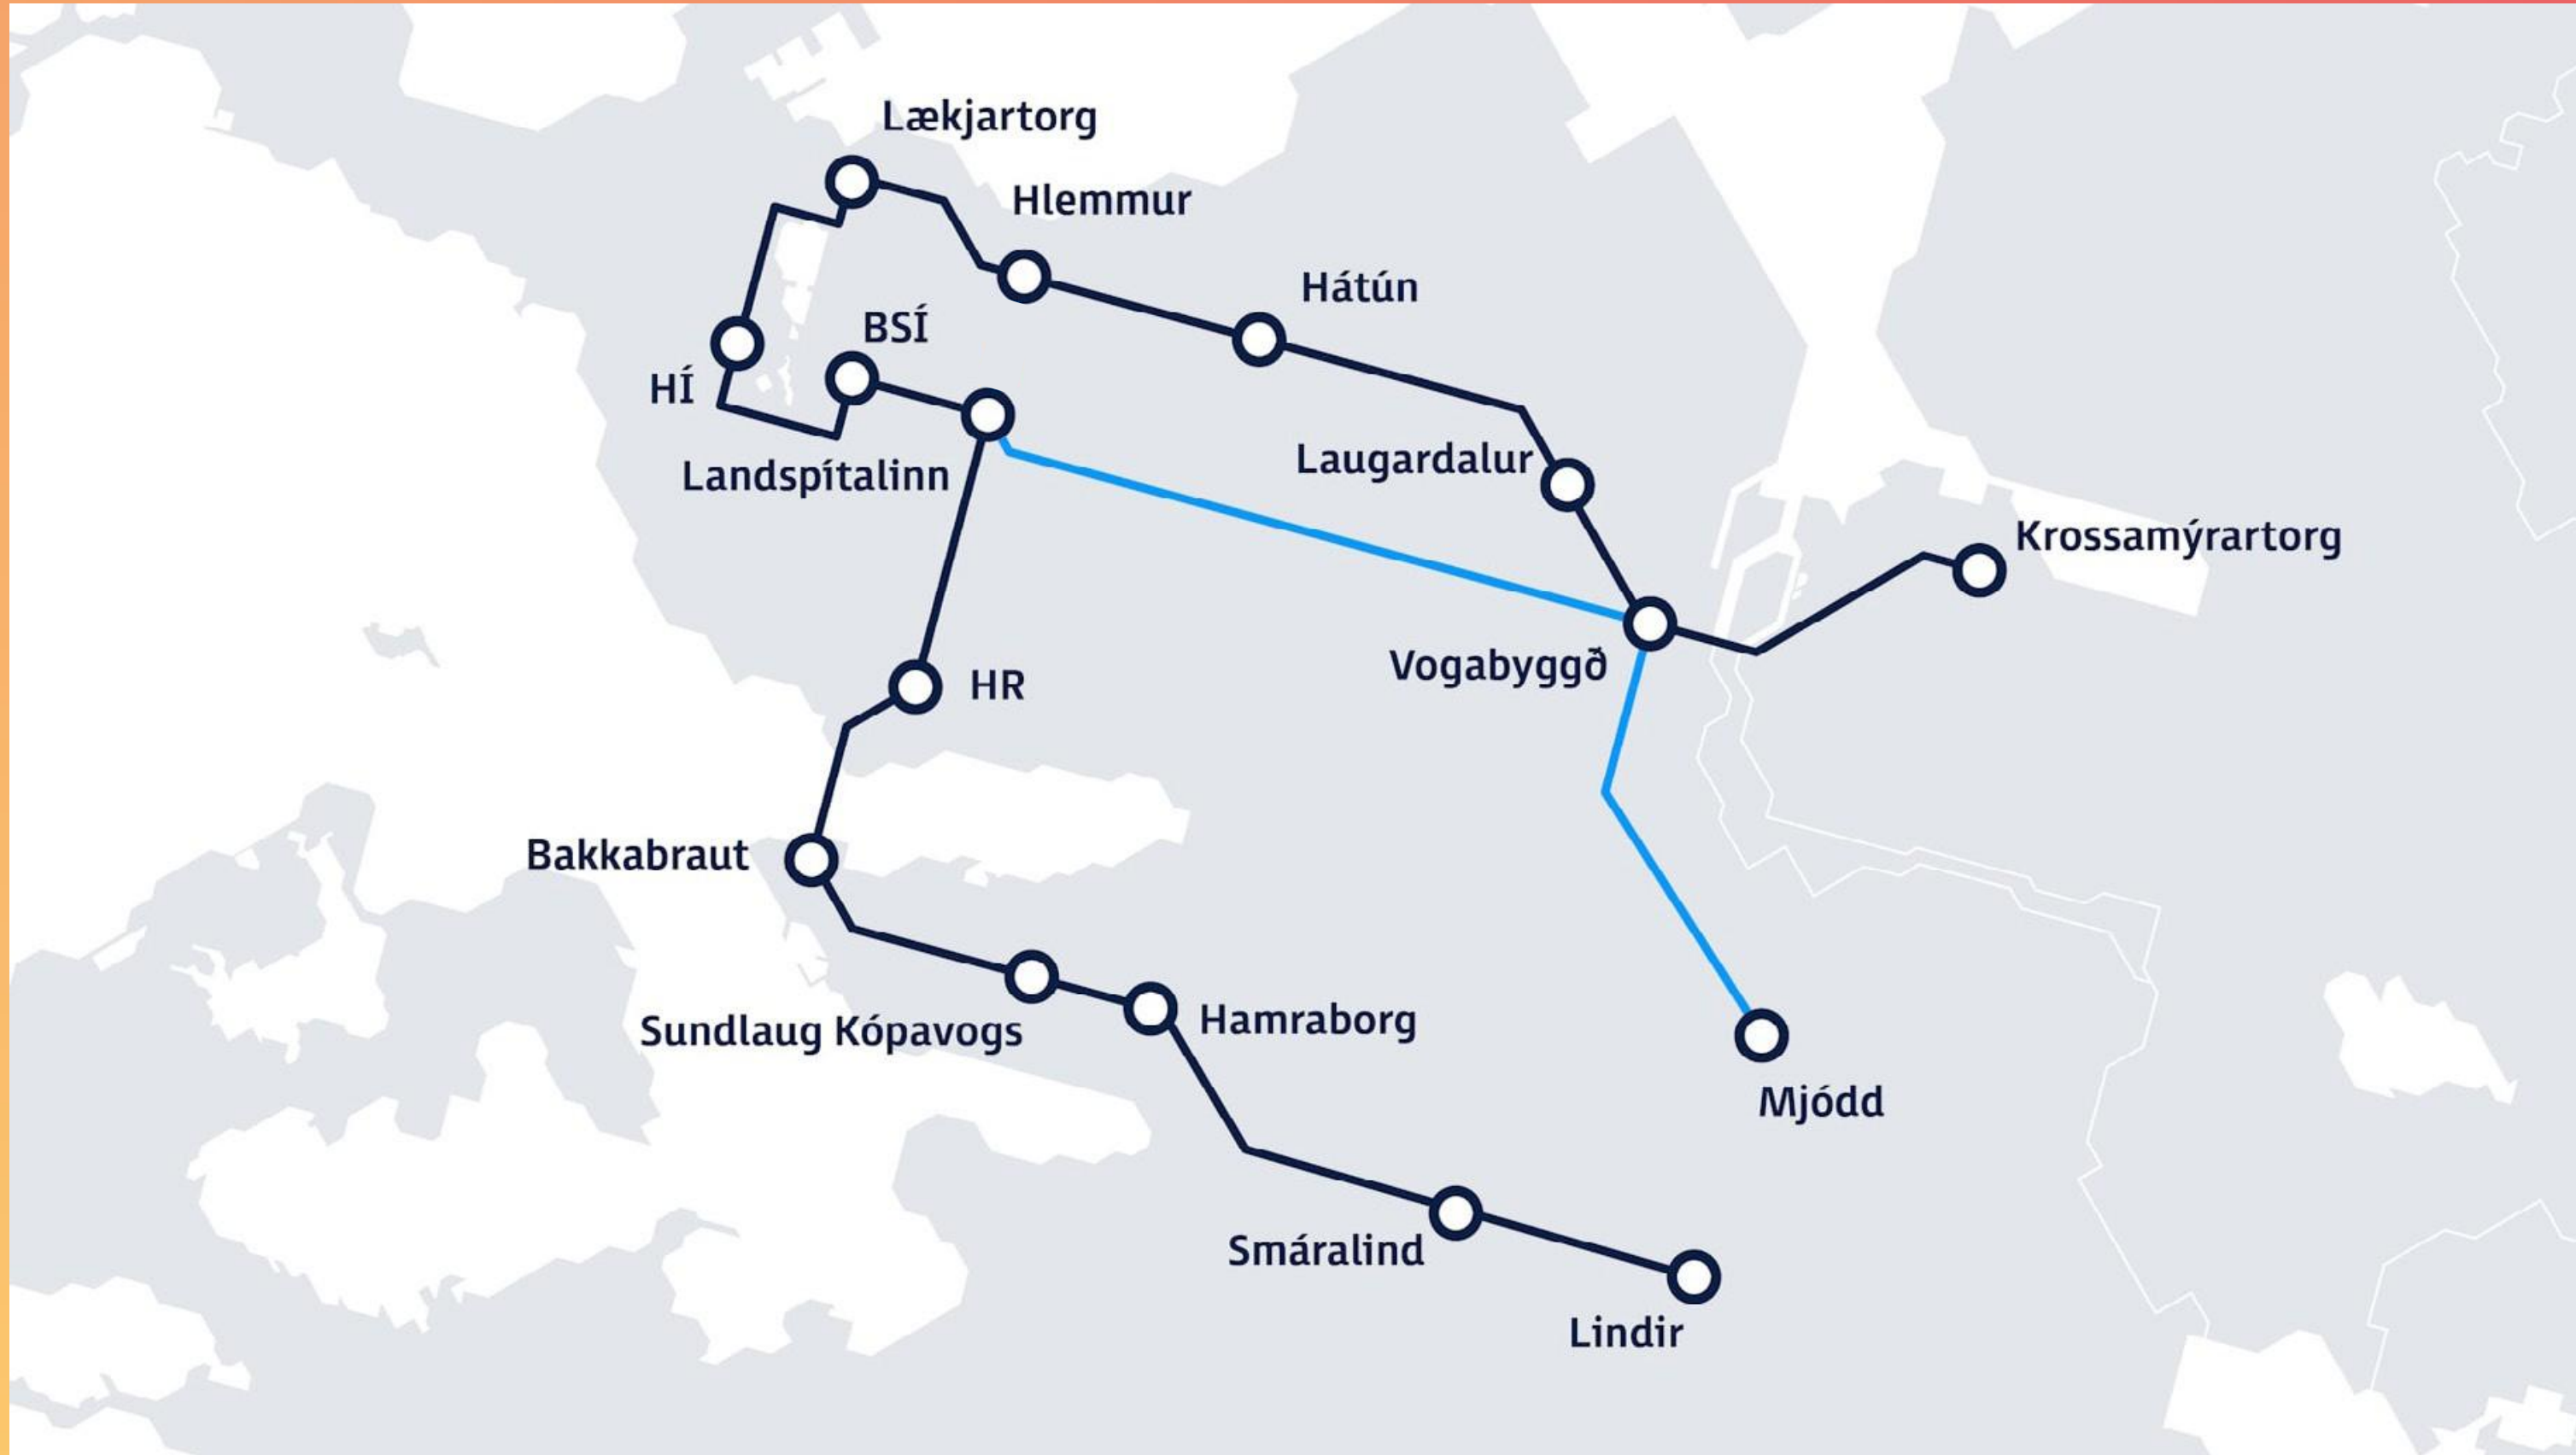 Lækjartorg
Hlemmur
Hátún
BSÍ
HÍ
Landspítalinn
Laugardalur
Krossamýrartorg
Vogabyggð
HR
Bakkabraut
Sundlaug Kópavogs
Hamraborg
Mjódd
Smáralind
Lindir